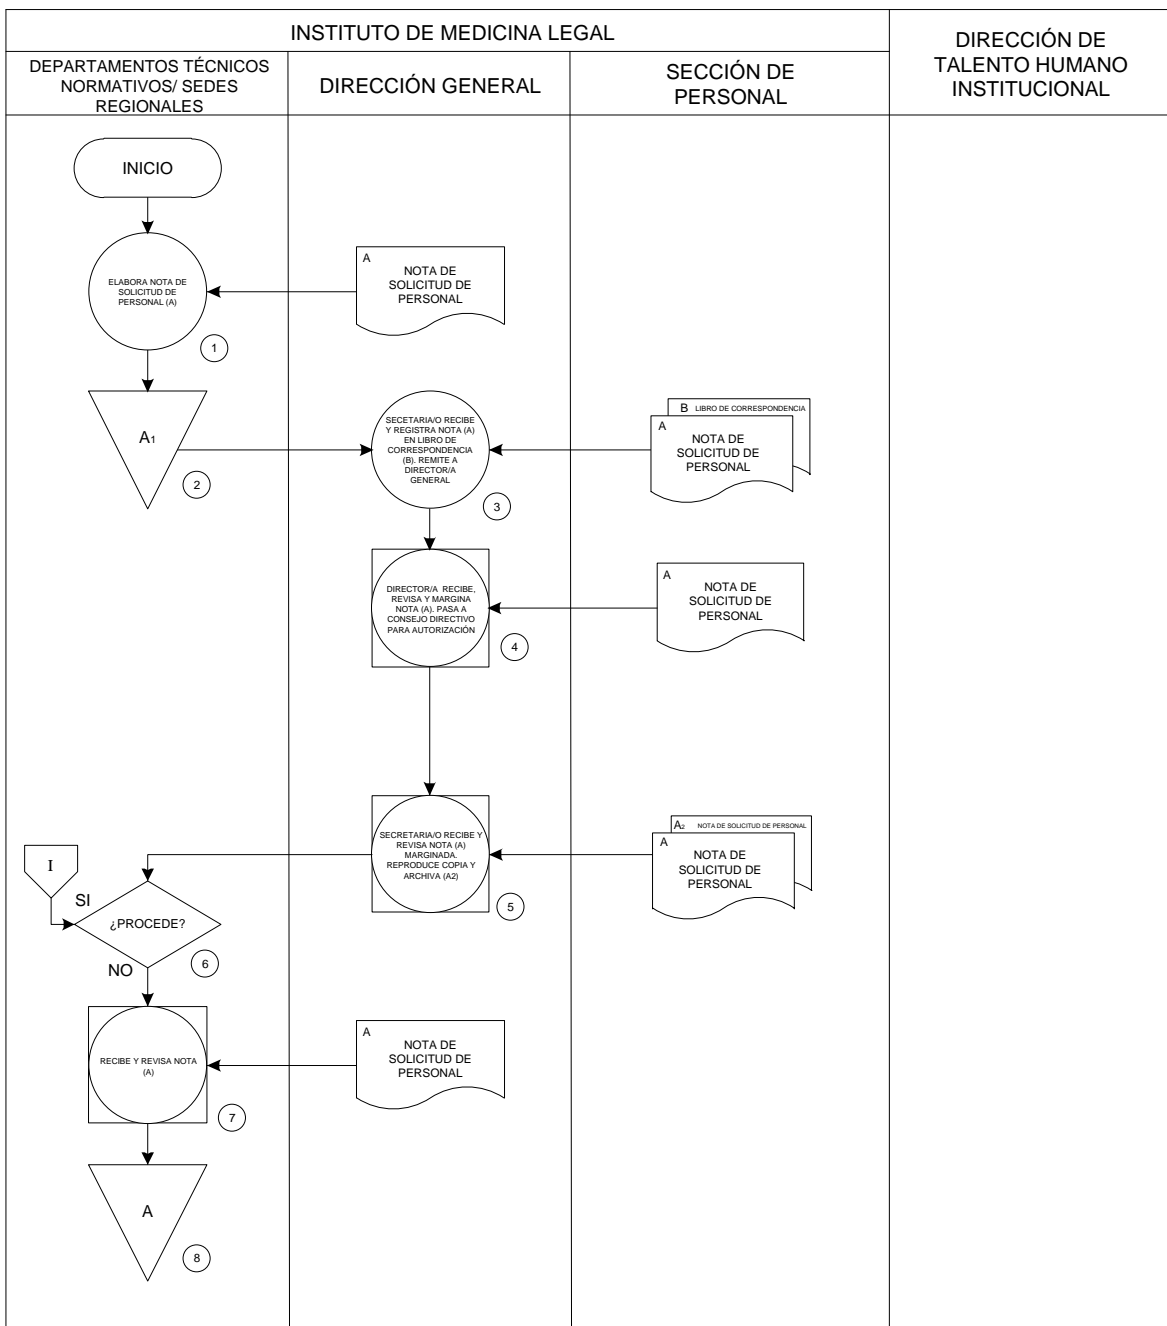 INSTITUTO DE MEDICINA LEGAL
DIRECCIÓN DE
TALENTO HUMANO
INSTITUCIONAL
DEPARTAMENTOS TÉCNICOS
NORMATIVOS/ SEDES
REGIONALES
DIRECCIÓN GENERAL
SECCIÓN DE
PERSONAL
INICIO
ELABORA NOTA DE
SOLICITUD DE
PERSONAL (A)
1
A
NOTA DE
SOLICITUD DE
PERSONAL
A1
2
SECETARIA/O RECIBE
Y REGISTRA NOTA (A)
EN LIBRO DE
CORRESPONDENCIA
(B). REMITE A
DIRECTOR/A
GENERAL
3
B LIBRO DE CORRESPONDENCIA
A
NOTA DE
SOLICITUD DE
PERSONAL
DIRECTOR/A RECIBE,
REVISA Y MARGINA
NOTA (A). PASA A
CONSEJO DIRECTIVO
PARA AUTORIZACIÓN
4
A
NOTA DE
SOLICITUD DE
PERSONAL
SECRETARIA/O RECIBE Y
REVISA NOTA (A)
MARGINADA.
REPRODUCE COPIA Y
ARCHIVA (A2)
5
A2 NOTA DE SOLICITUD DE PERSONAL
A
NOTA DE
SOLICITUD DE
PERSONAL
I
SI
¿PROCEDE?
NO
6
RECIBE Y REVISA NOTA
(A)
7
A
NOTA DE
SOLICITUD DE
PERSONAL
A
8